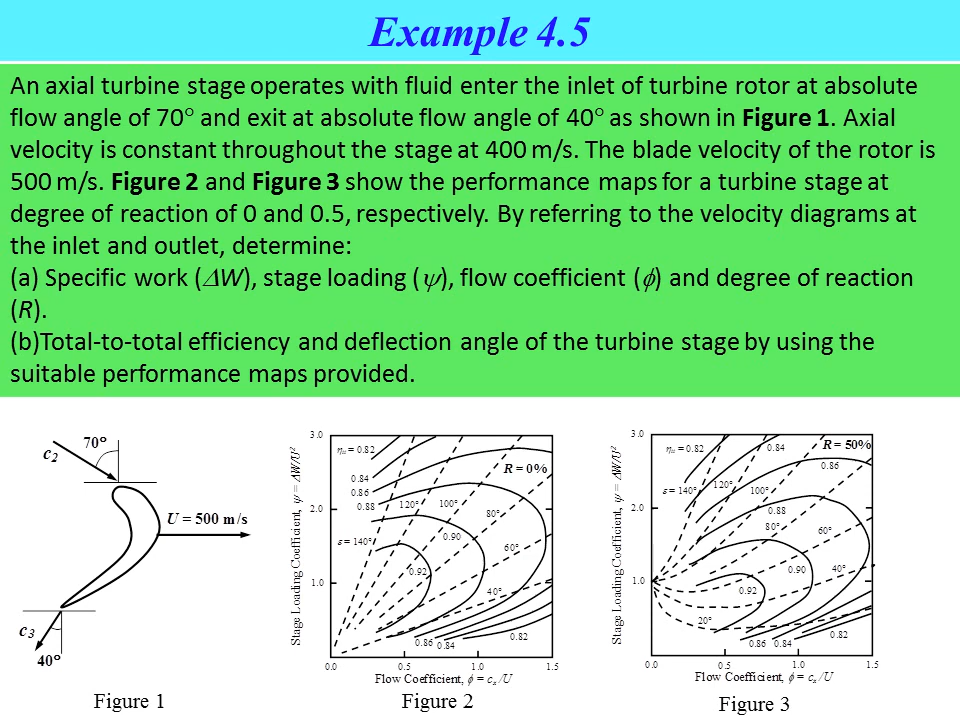 Example 4.5
An axial turbine stage operates with fluid enter the inlet of turbine rotor at absolute
flow angle of 70° and exit at absolute flow angle of 40° as shown in Figure 1. Axial
velocity is constant throughout the stage at 400 m/s. The blade velocity of the rotor is
500 m/s. Figure 2 and Figure 3 show the performance maps for a turbine stage at
degree of reaction of 0 and 0.5, respectively. By referring to the velocity diagrams at
the inlet and outlet, determine:
(a) Specific work (ΔW), stage loading (ψ), flow coefficient (ϕ) and degree of reaction
(R).
(b)Total-to-total efficiency and deflection angle of the turbine stage by using the
suitable performance maps provided.
70°
c2
U = 500 m/s
c3
40°
Figure 1
Stage Loading Coefficient, ψ = ΔW/U²
3.0
2.0
1.0
ηtt = 0.82
R = 0%
0.84
0.86
0.88
120°
100°
80°
ε = 140°
0.90
60°
0.92
40°
0.86
0.84
0.82
0.0
0.5
1.0
1.5
Flow Coefficient, ϕ = cx /U
Figure 2
Stage Loading Coefficient, ψ = ΔW/U²
3.0
2.0
1.0
ηtt = 0.82
0.84
R = 50%
0.86
ε = 140°
120°
100°
0.88
80°
60°
0.90
40°
0.92
20°
0.86
0.84
0.82
0.0
0.5
1.0
1.5
Flow Coefficient, ϕ = cx /U
Figure 3